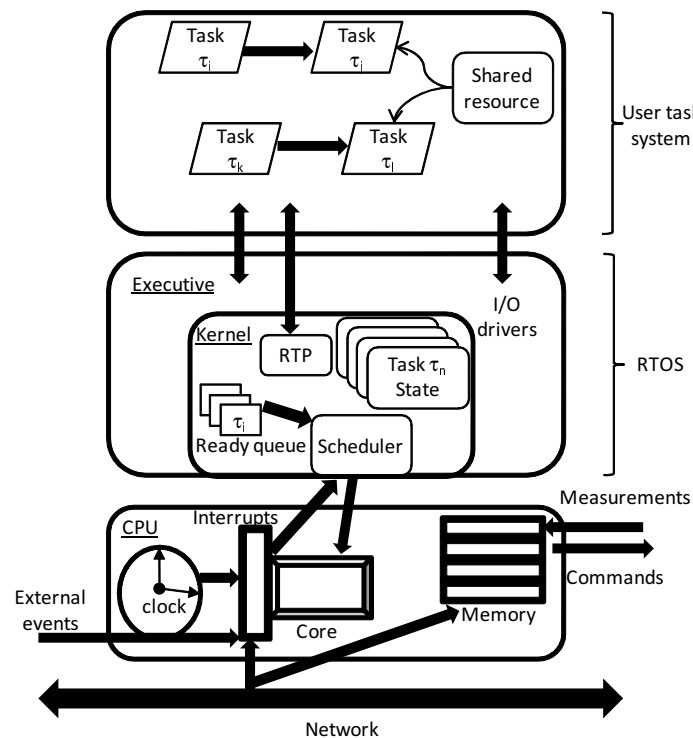 Task
τi
Task
τj
Shared
resource
Task
τk
Task
τl
User task
system
Executive
I/O
drivers
Kernel
RTP
Task τn
State
RTOS
τi
Ready queue
Scheduler
Measurements
Interrupts
CPU
clock
Commands
External
events
Core
Memory
Network